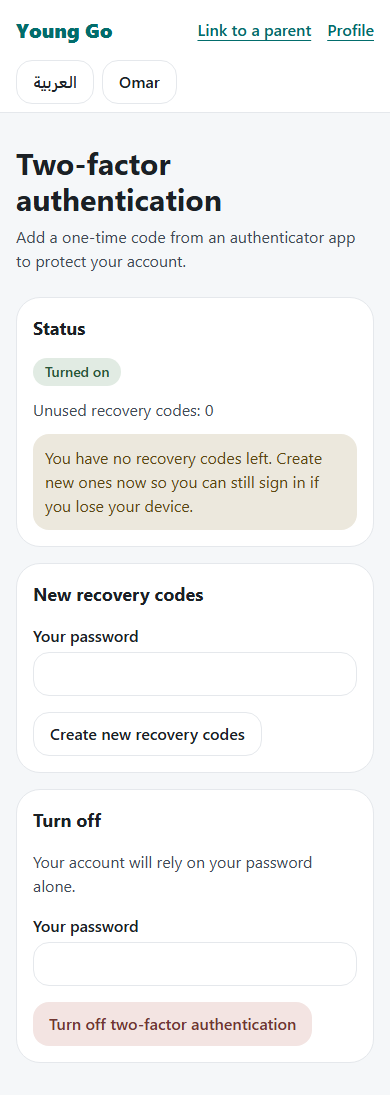 Young Go
Link to a parent
Profile
العربية
Omar
Two-factor
authentication
Add a one-time code from an authenticator app
to protect your account.
Status
Turned on
Unused recovery codes: 0
You have no recovery codes left. Create
new ones now so you can still sign in if
you lose your device.
New recovery codes
Your password
Create new recovery codes
Turn off
Your account will rely on your password
alone.
Your password
Turn off two-factor authentication